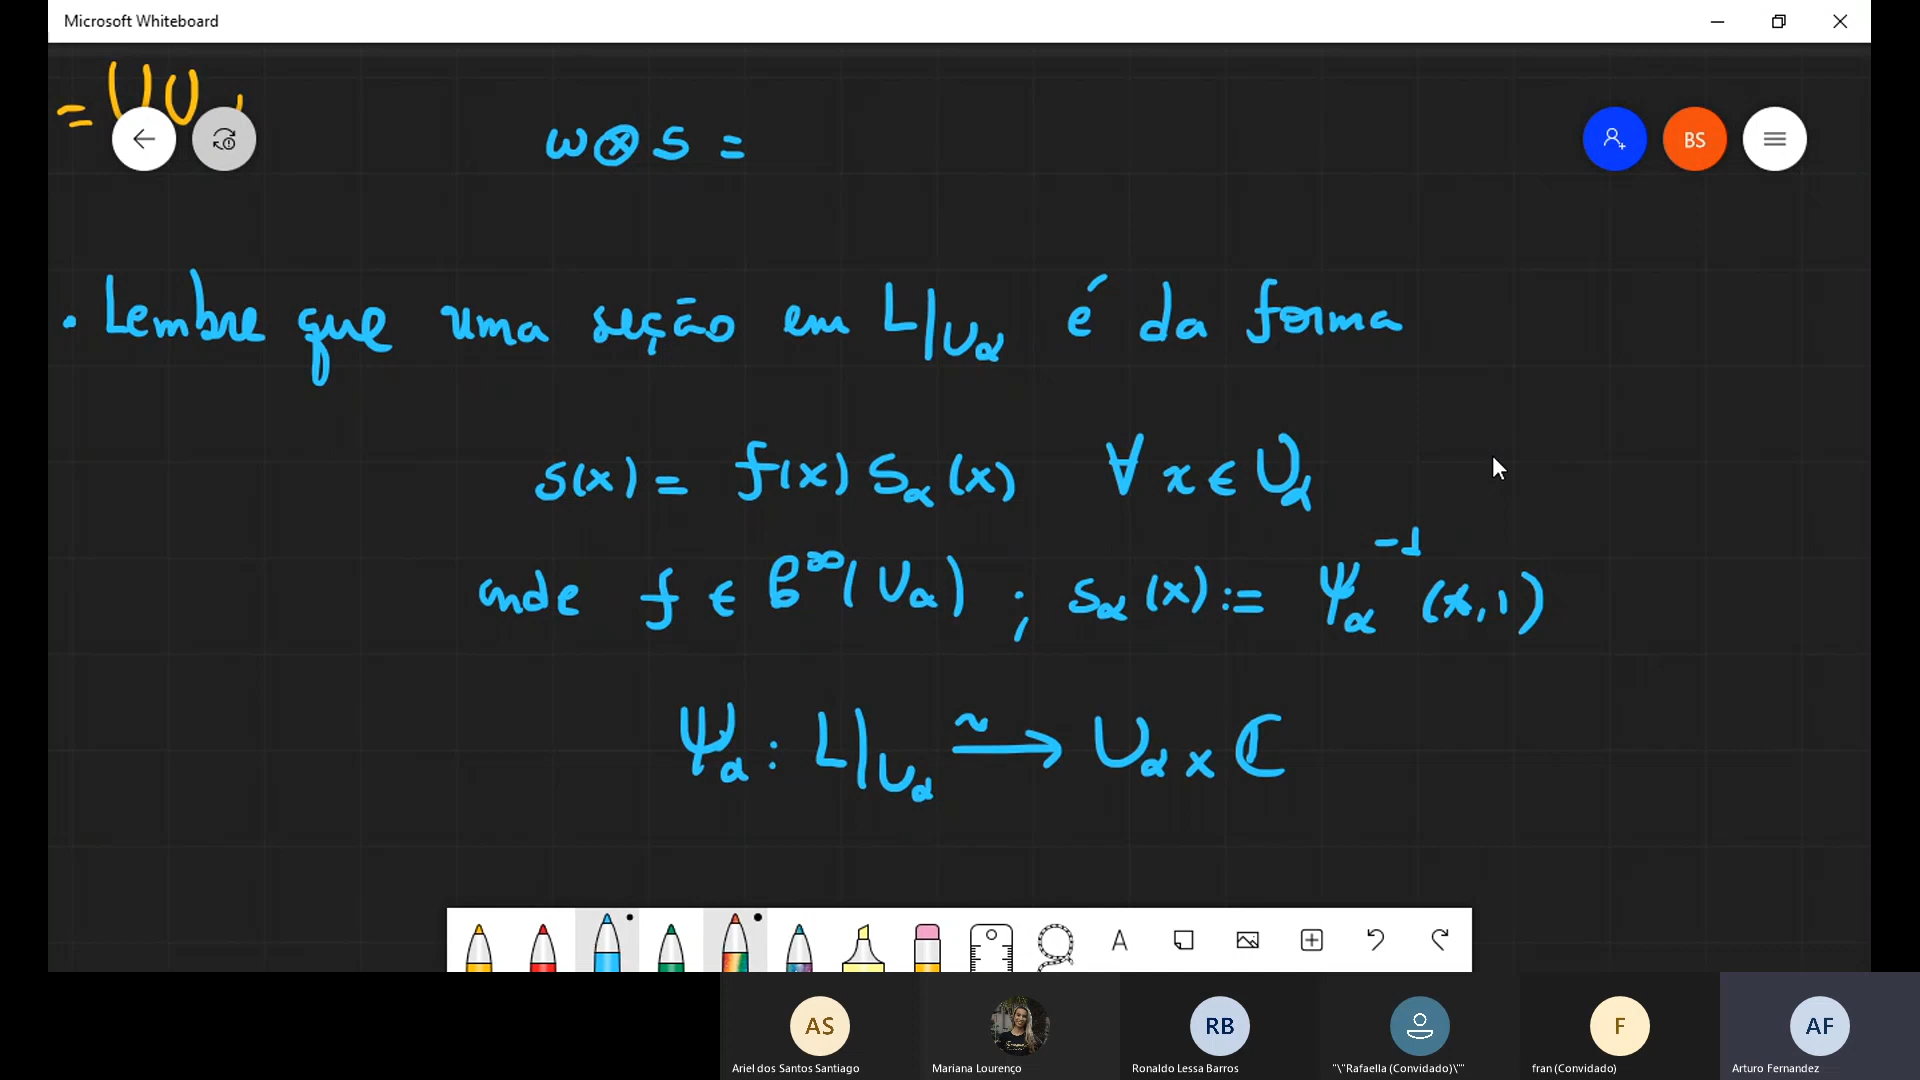 Microsoft Whiteboard
= ∪ U
ω ⊗ s =
BS
• Lembre que uma seção em L|Uα é da forma
s(x) = f(x) Sα(x) ∀ x ∈ Uα
onde f ∈ C^∞(Uα) ; sα(x) := Ψα^-1 (x,1)
Ψα : L|Uα ~→ Uα x ℂ
A
AS
RB
F
AF
Ariel dos Santos Santiago
Mariana Lourenço
Ronaldo Lessa Barros
"\"Rafaella (Convidado)\""
fran (Convidado)
Arturo Fernandez